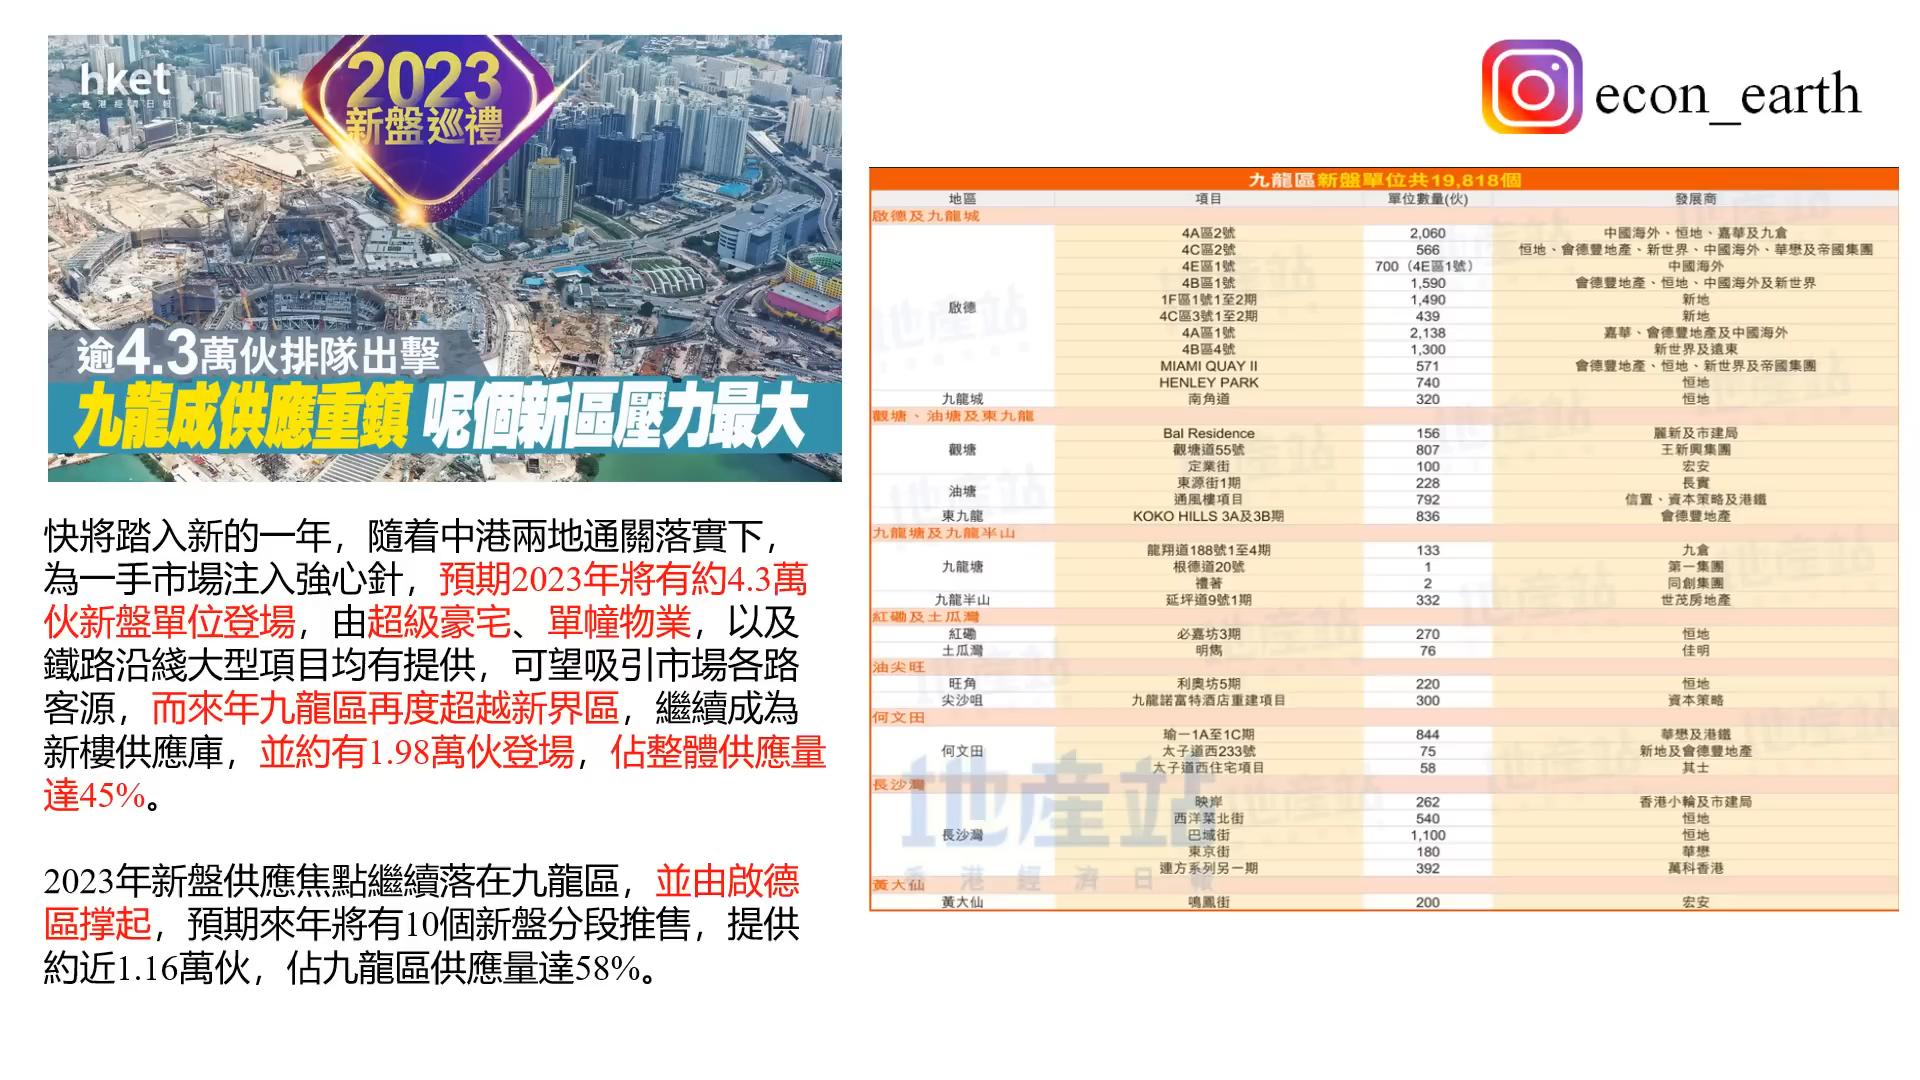 hket
香港經濟日報
2023
新盤巡禮
逾4.3萬伙排隊出擊
九龍成供應重鎮 呢個新區壓力最大
快將踏入新的一年，隨着中港兩地通關落實下，
為一手市場注入強心針，預期2023年將有約4.3萬
伙新盤單位登場，由超級豪宅、單幢物業，以及
鐵路沿綫大型項目均有提供，可望吸引市場各路
客源，而來年九龍區再度超越新界區，繼續成為
新樓供應庫，並約有1.98萬伙登場，佔整體供應量
達45%。
2023年新盤供應焦點繼續落在九龍區，並由啟德
區撐起，預期來年將有10個新盤分段推售，提供
約近1.16萬伙，佔九龍區供應量達58%。
econ_earth
九龍區新盤單位共19,818個
地區 項目 單位數量(伙) 發展商
啟德及九龍城
啟德
4A區2號 2,060 中國海外、恒地、嘉華及九倉
4C區2號 566 恒地、會德豐地產、新世界、中國海外、華懋及帝國集團
4E區1號 700（4E區1號） 中國海外
4B區1號 1,590 會德豐地產、恒地、中國海外及新世界
1F區1號1至2期 1,490 新地
4C區3號1至2期 439 新地
4A區1號 2,138 嘉華、會德豐地產及中國海外
4B區4號 1,300 新世界及遠東
MIAMI QUAY II 571 會德豐地產、恒地、新世界及帝國集團
HENLEY PARK 740 恒地
九龍城 南角道 320 恒地
觀塘、油塘及東九龍
觀塘
Bal Residence 156 麗新及市建局
觀塘道55號 807 王新興集團
定業街 100 宏安
油塘
東源街1期 228 長實
通風樓項目 792 信置、資本策略及港鐵
東九龍 KOKO HILLS 3A及3B期 836 會德豐地產
九龍塘及九龍半山
九龍塘
龍翔道188號1至4期 133 九倉
根德道20號 1 第一集團
禮著 2 同創集團
九龍半山 延坪道9號1期 332 世茂房地產
紅磡及土瓜灣
紅磡 必嘉坊3期 270 恒地
土瓜灣 明雋 76 佳明
油尖旺
旺角 利奧坊5期 220 恒地
尖沙咀 九龍諾富特酒店重建項目 300 資本策略
何文田
何文田
瑜一1A至1C期 844 華懋及港鐵
太子道西233號 75 新地及會德豐地產
太子道西住宅項目 58 其士
長沙灣
長沙灣
映岸 262 香港小輪及市建局
西洋菜北街 540 恒地
巴域街 1,100 恒地
東京街 180 華懋
連方系列另一期 392 萬科香港
黃大仙
黃大仙 鳴鳳街 200 宏安
地產站
香港經濟日報